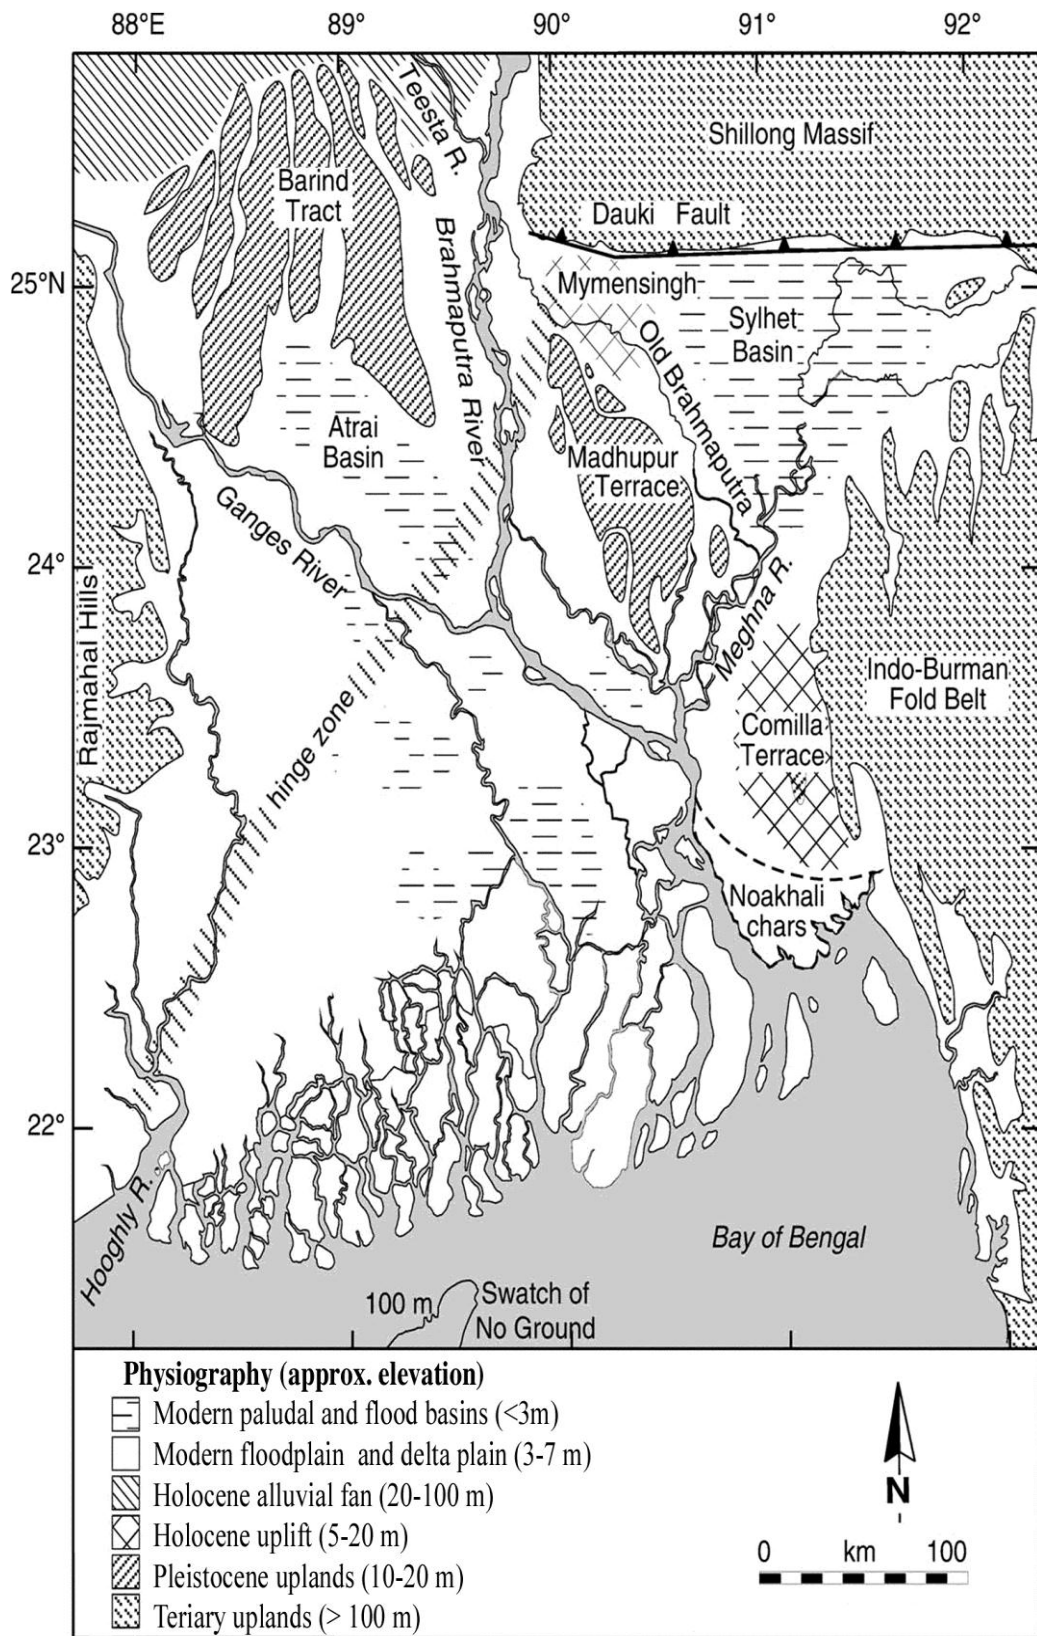 88°E 89° 90° 91° 92°
Teesta R.
Shillong Massif
Barind
Tract
Dauki Fault
Brahmaputra River
25°N
Mymensingh
Sylhet
Basin
Old Brahmaputra
Atrai
Basin
Madhupur
Terrace
Ganges River
24°
Meghna R.
Rajmahal Hills
Indo-Burman
Fold Belt
Comilla
Terrace
hinge zone
23°
Noakhali
chars
22°
Hooghly R.
Bay of Bengal
100 m
Swatch of
No Ground
Physiography (approx. elevation)
Modern paludal and flood basins (<3m)
Modern floodplain and delta plain (3-7 m)
Holocene alluvial fan (20-100 m)
Holocene uplift (5-20 m)
Pleistocene uplands (10-20 m)
Teriary uplands (> 100 m)
N
0 km 100